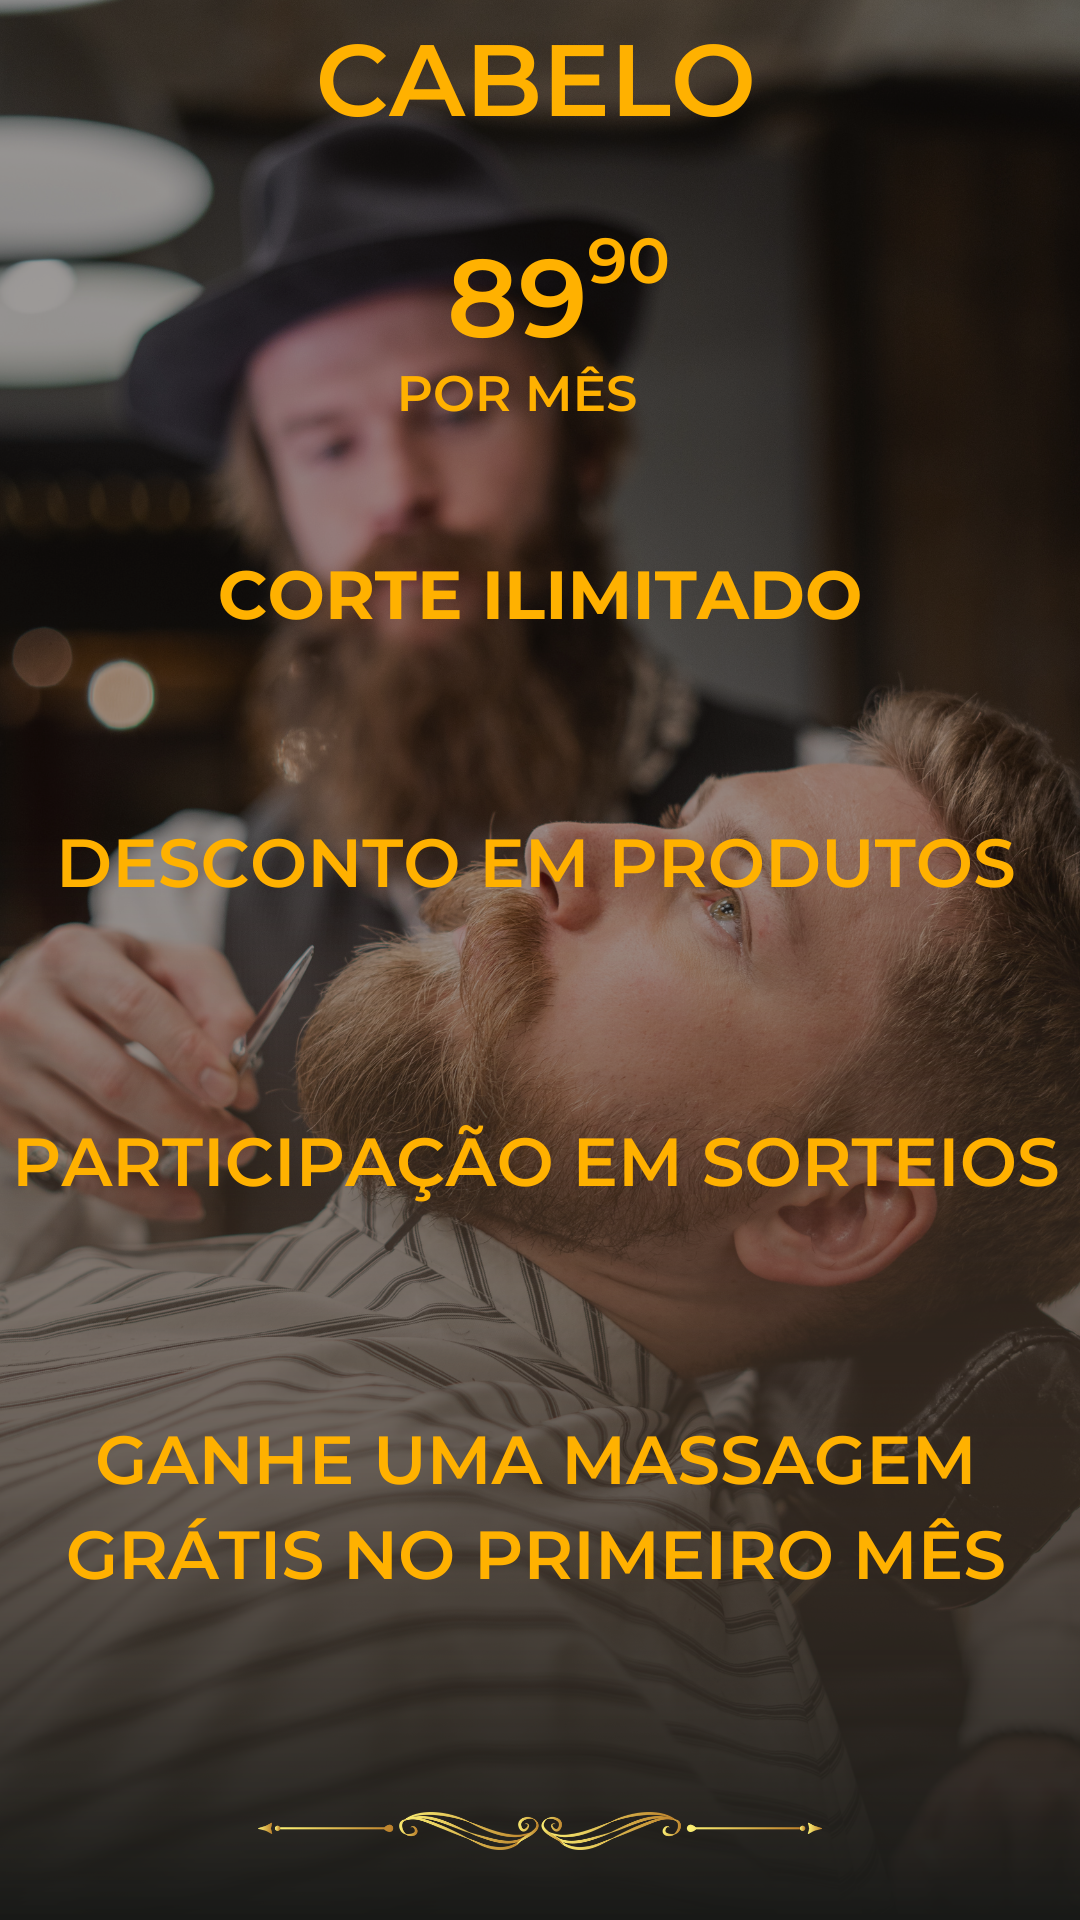 CABELO
89⁹⁰
POR MÊS
CORTE ILIMITADO
DESCONTO EM PRODUTOS
PARTICIPAÇÃO EM SORTEIOS
GANHE UMA MASSAGEM
GRÁTIS NO PRIMEIRO MÊS